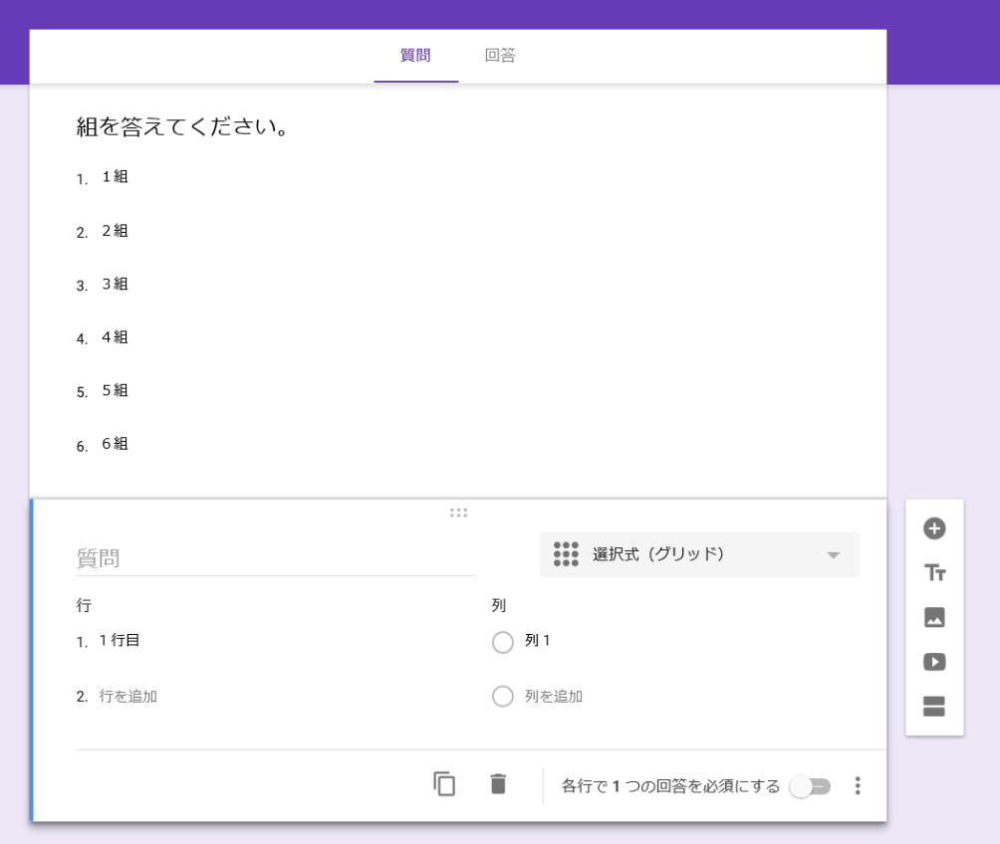 質問 回答
組を答えてください。
1. １組
2. ２組
3. ３組
4. ４組
5. ５組
6. ６組
質問 選択式（グリッド）
行 列
1. 1 行目 列 1
2. 行を追加 列を追加
各行で 1 つの回答を必須にする